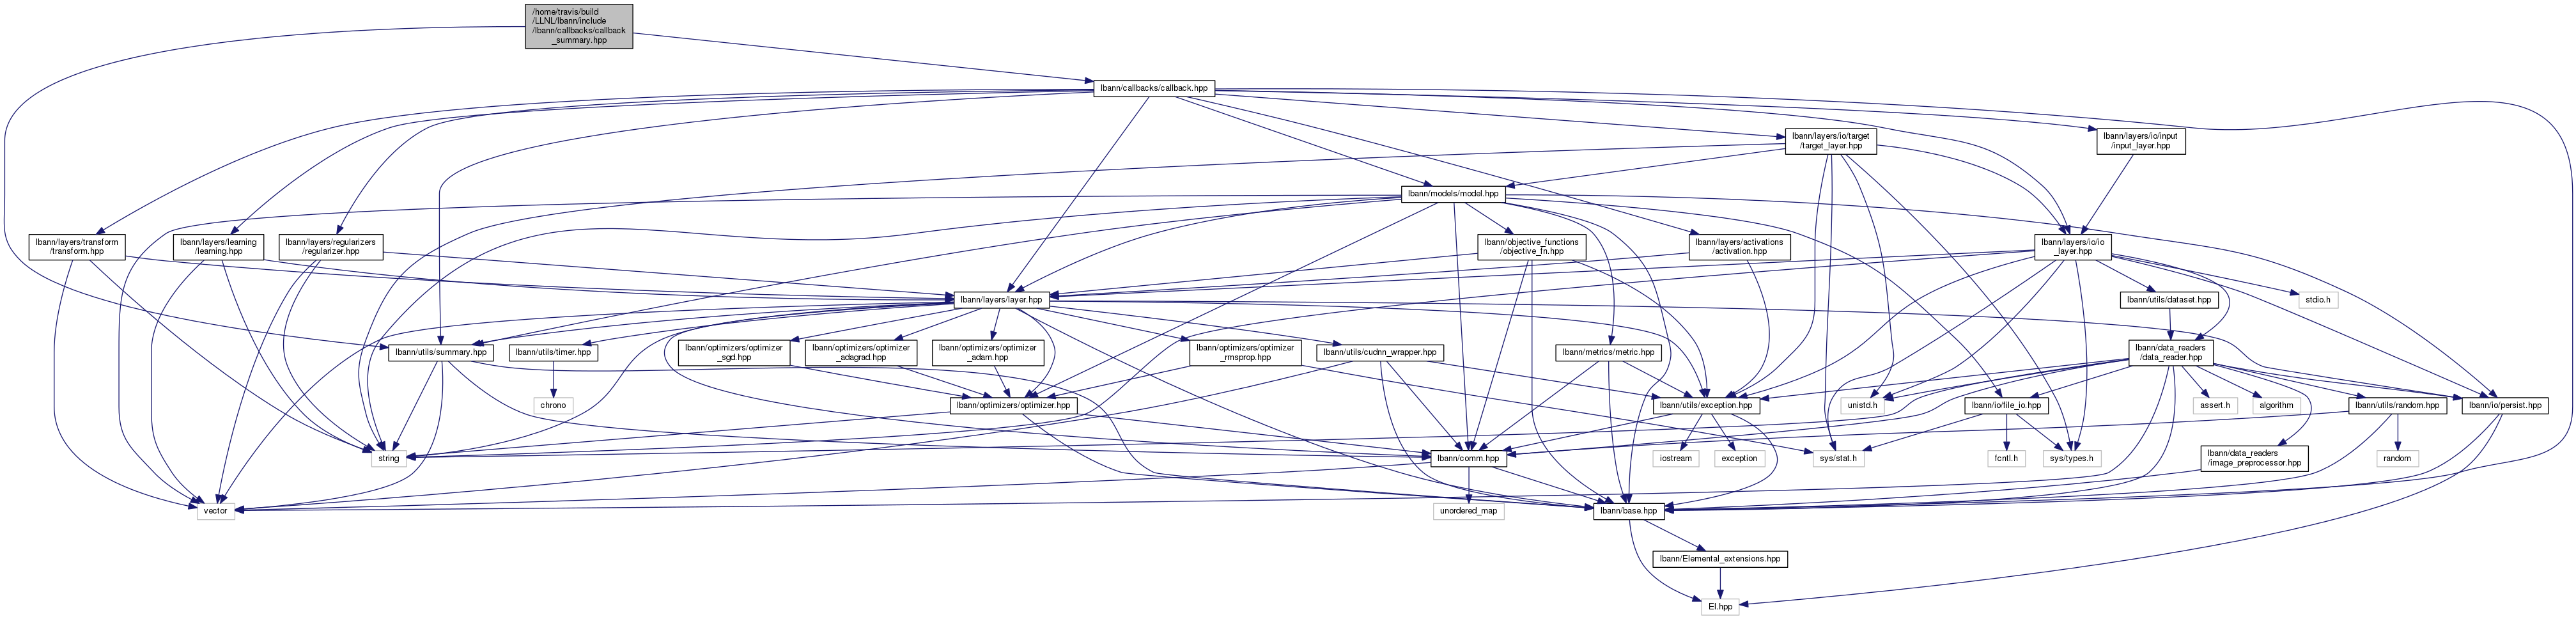 /home/travis/build
/LLNL/lbann/include
/lbann/callbacks/callback
_summary.hpp
lbann/callbacks/callback.hpp
lbann/layers/io/target
/target_layer.hpp
lbann/layers/io/input
/input_layer.hpp
lbann/models/model.hpp
lbann/layers/transform
/transform.hpp
lbann/layers/learning
/learning.hpp
lbann/layers/regularizers
/regularizer.hpp
lbann/objective_functions
/objective_fn.hpp
lbann/layers/activations
/activation.hpp
lbann/layers/io/io
_layer.hpp
lbann/layers/layer.hpp
lbann/utils/dataset.hpp
stdio.h
lbann/utils/summary.hpp
lbann/utils/timer.hpp
lbann/optimizers/optimizer
_sgd.hpp
lbann/optimizers/optimizer
_adagrad.hpp
lbann/optimizers/optimizer
_adam.hpp
lbann/optimizers/optimizer
_rmsprop.hpp
lbann/utils/cudnn_wrapper.hpp
lbann/metrics/metric.hpp
lbann/data_readers
/data_reader.hpp
chrono
lbann/optimizers/optimizer.hpp
lbann/utils/exception.hpp
unistd.h
lbann/io/file_io.hpp
assert.h
algorithm
lbann/utils/random.hpp
lbann/io/persist.hpp
string
lbann/comm.hpp
iostream
exception
sys/stat.h
fcntl.h
sys/types.h
lbann/data_readers
/image_preprocessor.hpp
random
vector
unordered_map
lbann/base.hpp
lbann/Elemental_extensions.hpp
El.hpp